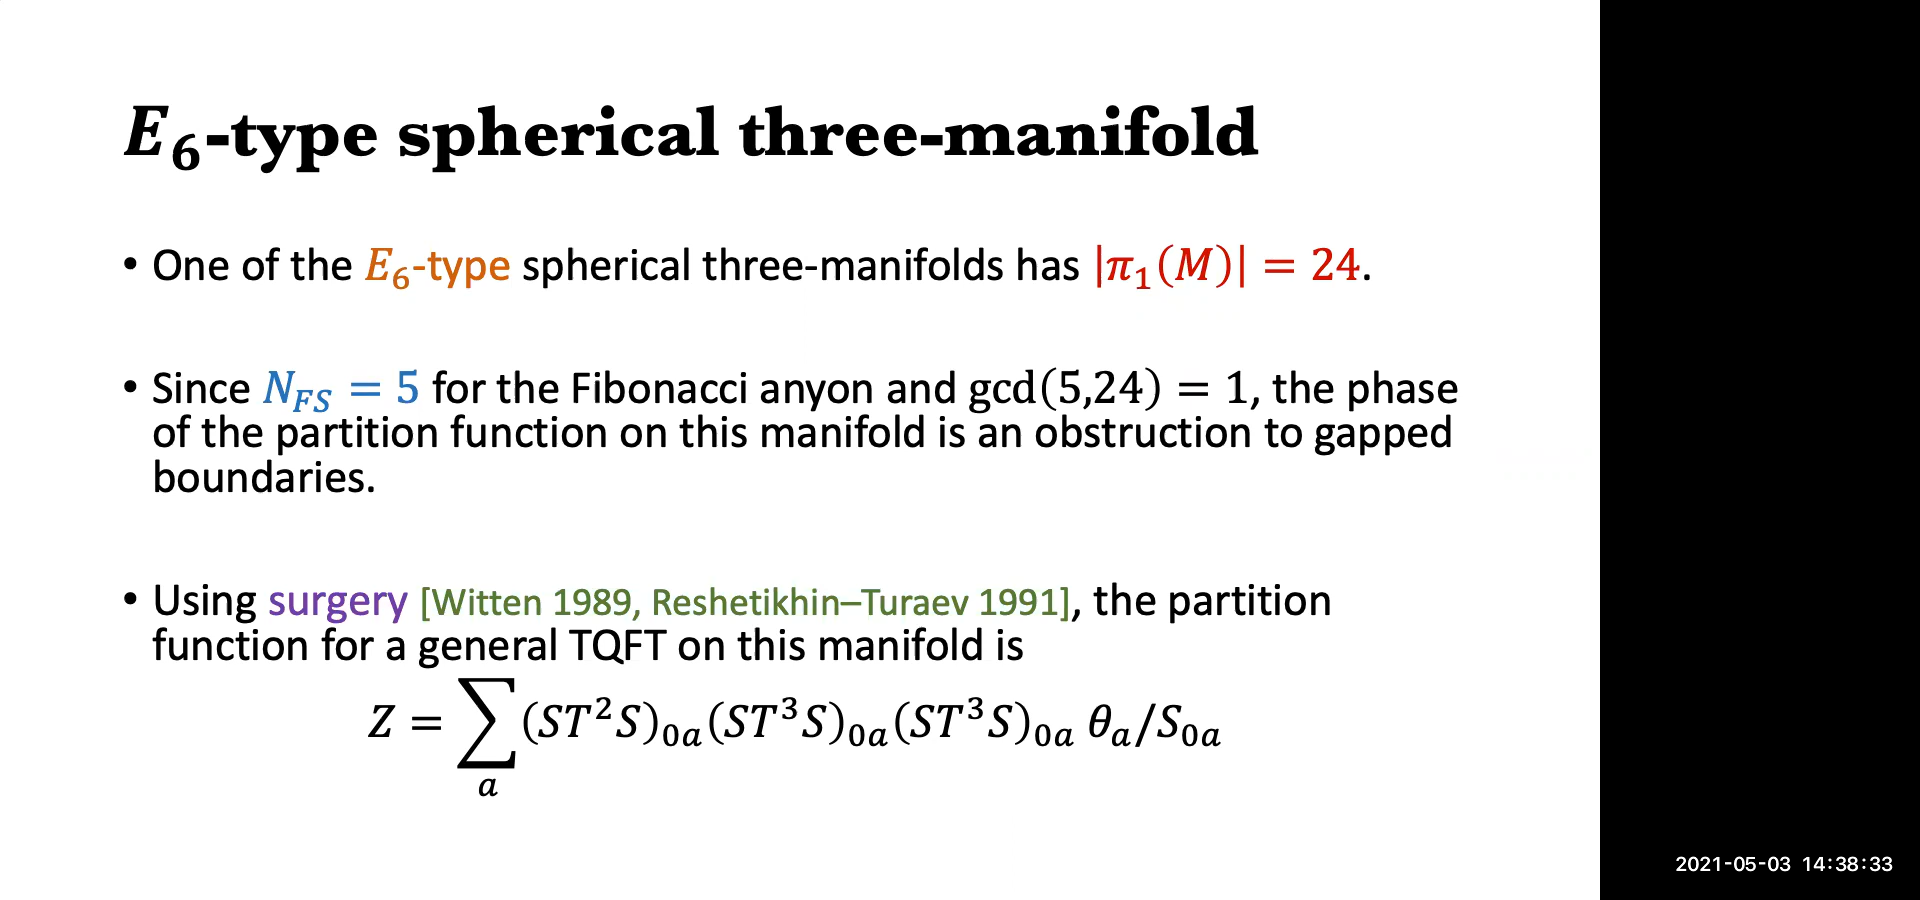 E₆-type spherical three-manifold
• One of the E₆-type spherical three-manifolds has |π₁(M)| = 24.
• Since N_FS = 5 for the Fibonacci anyon and gcd(5,24) = 1, the phase
of the partition function on this manifold is an obstruction to gapped
boundaries.
• Using surgery [Witten 1989, Reshetikhin–Turaev 1991], the partition
function for a general TQFT on this manifold is
Z = ∑_a (ST²S)₀ₐ(ST³S)₀ₐ(ST³S)₀ₐ θₐ/S₀ₐ
2021-05-03 14:38:33